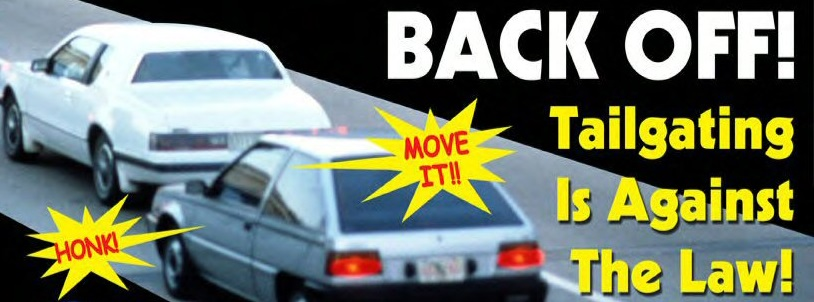 BACK OFF!
Tailgating
Is Against
The Law!
MOVE
IT!!
HONK!